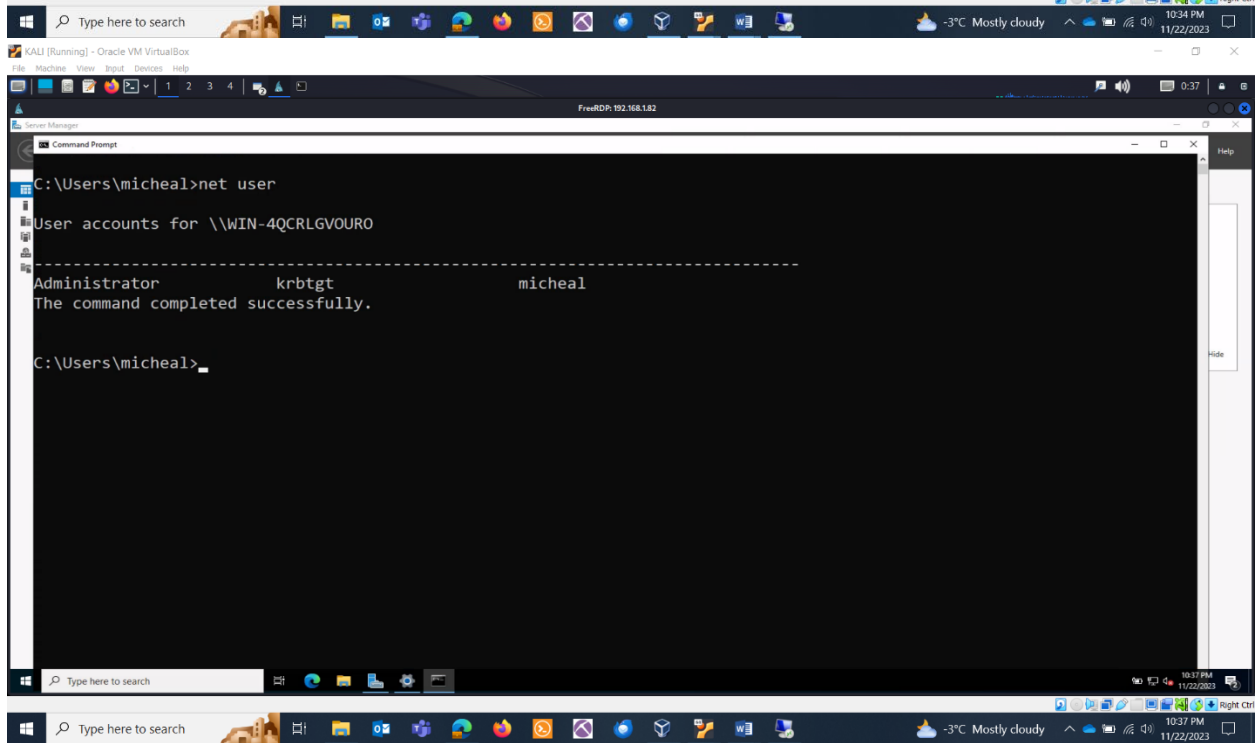 Type here to search
-3°C Mostly cloudy
10:34 PM
11/22/2023
KALI [Running] - Oracle VM VirtualBox
File Machine View Input Devices Help
1 2 3 4
0:37
FreeRDP: 192.168.1.82
Server Manager
Command Prompt
Help
C:\Users\micheal>net user
User accounts for \\WIN-4QCRLGVOURO
-------------------------------------------------------------------------------
Administrator krbtgt micheal
The command completed successfully.
C:\Users\micheal>
Hide
Type here to search
10:37 PM
11/22/2023
Right Ctrl
Type here to search
-3°C Mostly cloudy
10:37 PM
11/22/2023